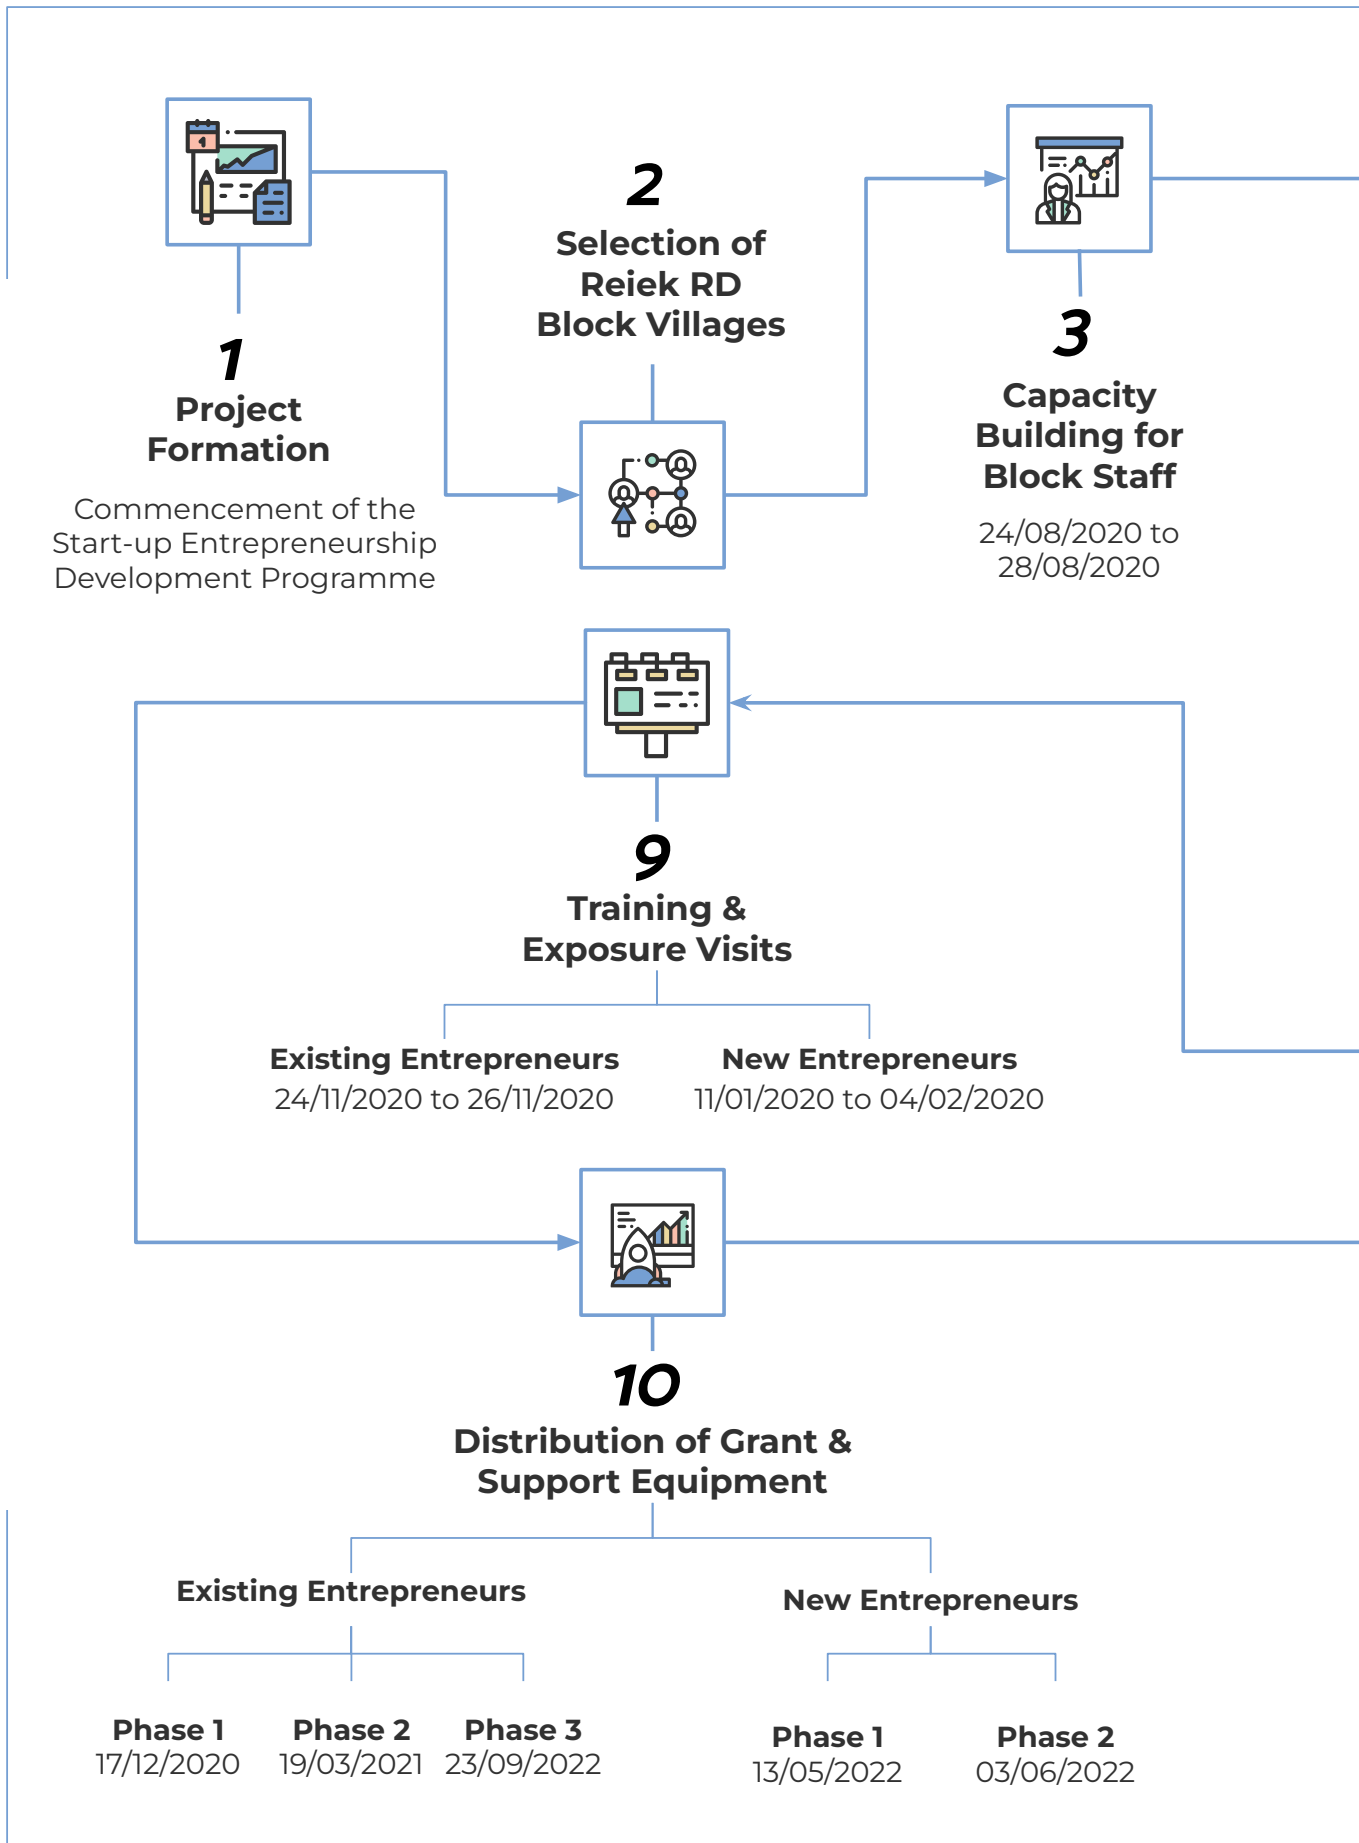 1
Project
Formation
Commencement of the
Start-up Entrepreneurship
Development Programme
2
Selection of
Reiek RD
Block Villages
3
Capacity
Building for
Block Staff
24/08/2020 to
28/08/2020
9
Training &
Exposure Visits
Existing Entrepreneurs
24/11/2020 to 26/11/2020
New Entrepreneurs
11/01/2020 to 04/02/2020
10
Distribution of Grant &
Support Equipment
Existing Entrepreneurs
Phase 1
17/12/2020
Phase 2
19/03/2021
Phase 3
23/09/2022
New Entrepreneurs
Phase 1
13/05/2022
Phase 2
03/06/2022